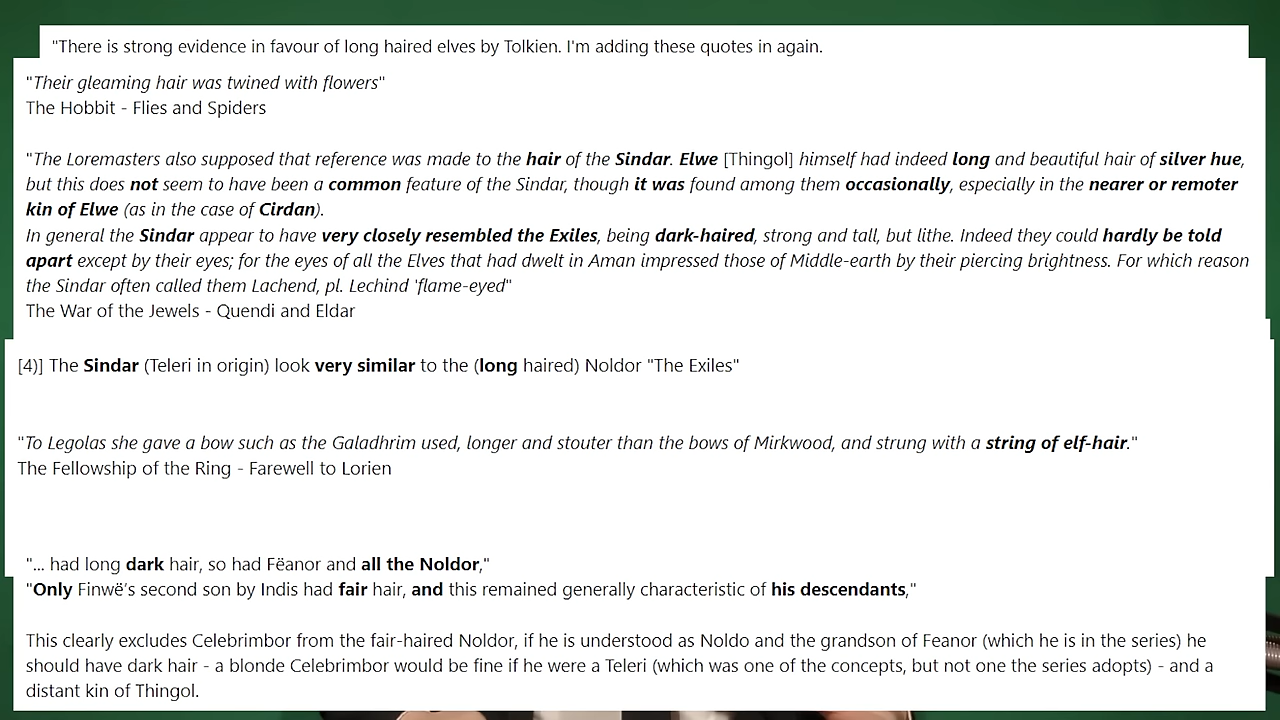 "There is strong evidence in favour of long haired elves by Tolkien. I'm adding these quotes in again.
"Their gleaming hair was twined with flowers"
The Hobbit - Flies and Spiders
"The Loremasters also supposed that reference was made to the hair of the Sindar. Elwe [Thingol] himself had indeed long and beautiful hair of silver hue,
but this does not seem to have been a common feature of the Sindar, though it was found among them occasionally, especially in the nearer or remoter
kin of Elwe (as in the case of Cirdan).
In general the Sindar appear to have very closely resembled the Exiles, being dark-haired, strong and tall, but lithe. Indeed they could hardly be told
apart except by their eyes; for the eyes of all the Elves that had dwelt in Aman impressed those of Middle-earth by their piercing brightness. For which reason
the Sindar often called them Lachend, pl. Lechind 'flame-eyed"
The War of the Jewels - Quendi and Eldar
[4)] The Sindar (Teleri in origin) look very similar to the (long haired) Noldor "The Exiles"
"To Legolas she gave a bow such as the Galadhrim used, longer and stouter than the bows of Mirkwood, and strung with a string of elf-hair."
The Fellowship of the Ring - Farewell to Lorien
"... had long dark hair, so had Fëanor and all the Noldor,"
"Only Finwë's second son by Indis had fair hair, and this remained generally characteristic of his descendants,"
This clearly excludes Celebrimbor from the fair-haired Noldor, if he is understood as Noldo and the grandson of Feanor (which he is in the series) he
should have dark hair - a blonde Celebrimbor would be fine if he were a Teleri (which was one of the concepts, but not one the series adopts) - and a
distant kin of Thingol.